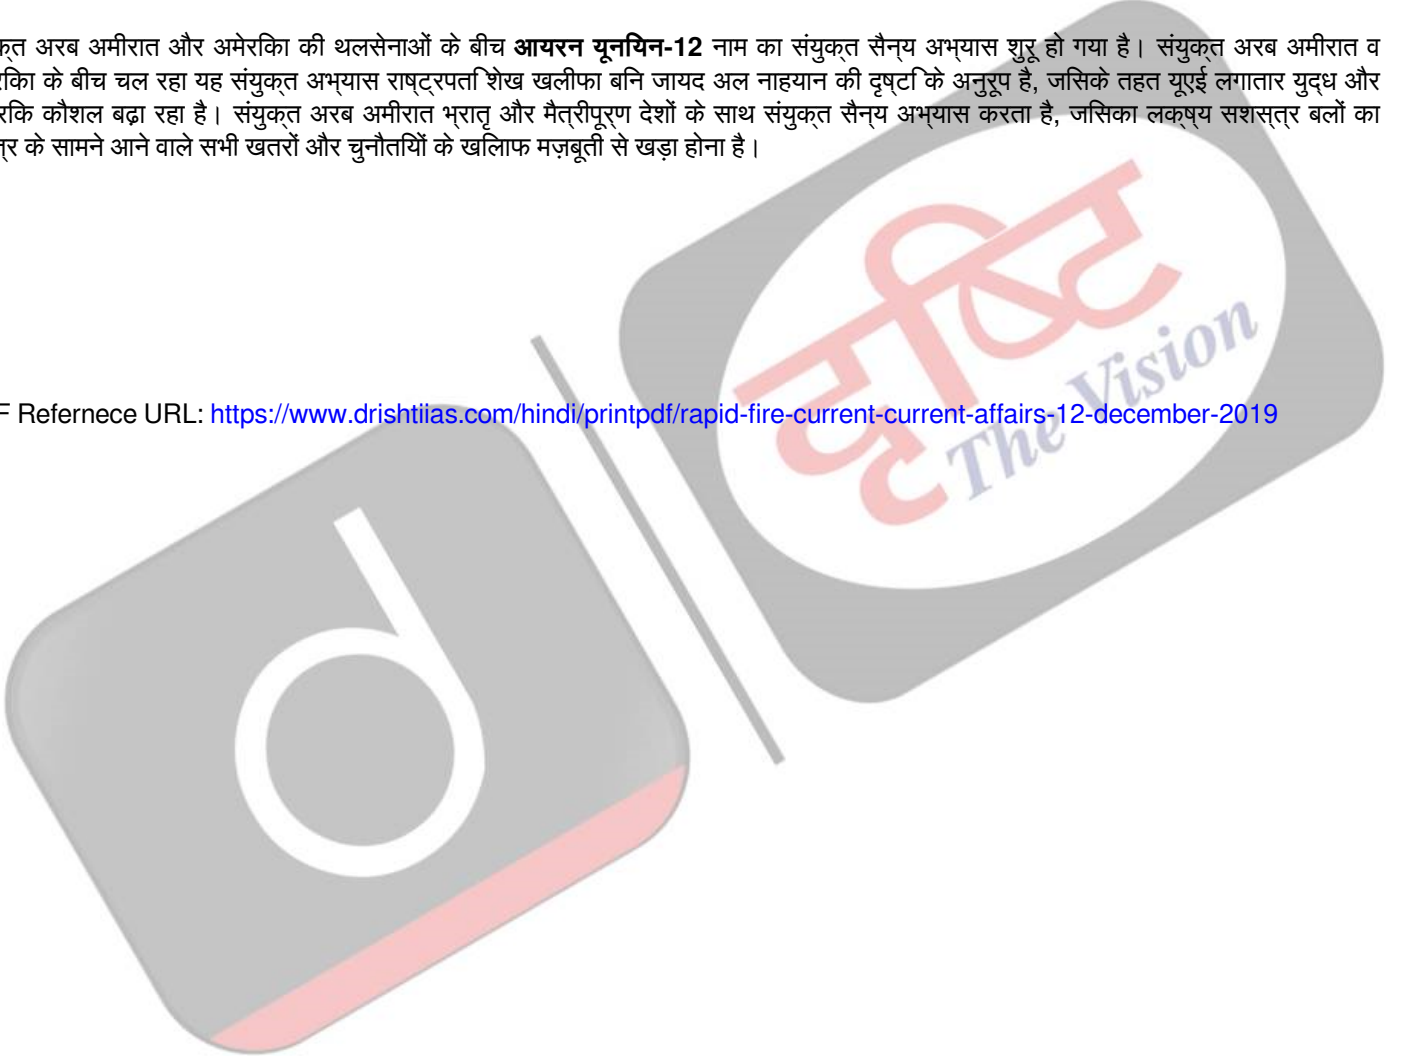 क्त अरब अमीरात और अमेरिका की थलसेनाओं के बीच आयरन यूनियन-12 नाम का संयुक्त सैन्य अभ्यास शुरू हो गया है। संयुक्त अरब अमीरात व
रिका के बीच चल रहा यह संयुक्त अभ्यास राष्ट्रपति शेख खलीफा बनि जायद अल नाहयान की दृष्टि के अनुरूप है, जिसके तहत यूएई लगातार युद्ध और
रिक कौशल बढ़ा रहा है। संयुक्त अरब अमीरात भ्रातृ और मैत्रीपूर्ण देशों के साथ संयुक्त सैन्य अभ्यास करता है, जिसका लक्ष्य सशस्त्र बलों का
त्र के सामने आने वाले सभी खतरों और चुनौतियों के खिलाफ मज़बूती से खड़ा होना है।
दृष्टि
The Vision
F Refernece URL: https://www.drishtiias.com/hindi/printpdf/rapid-fire-current-current-affairs-12-december-2019
d